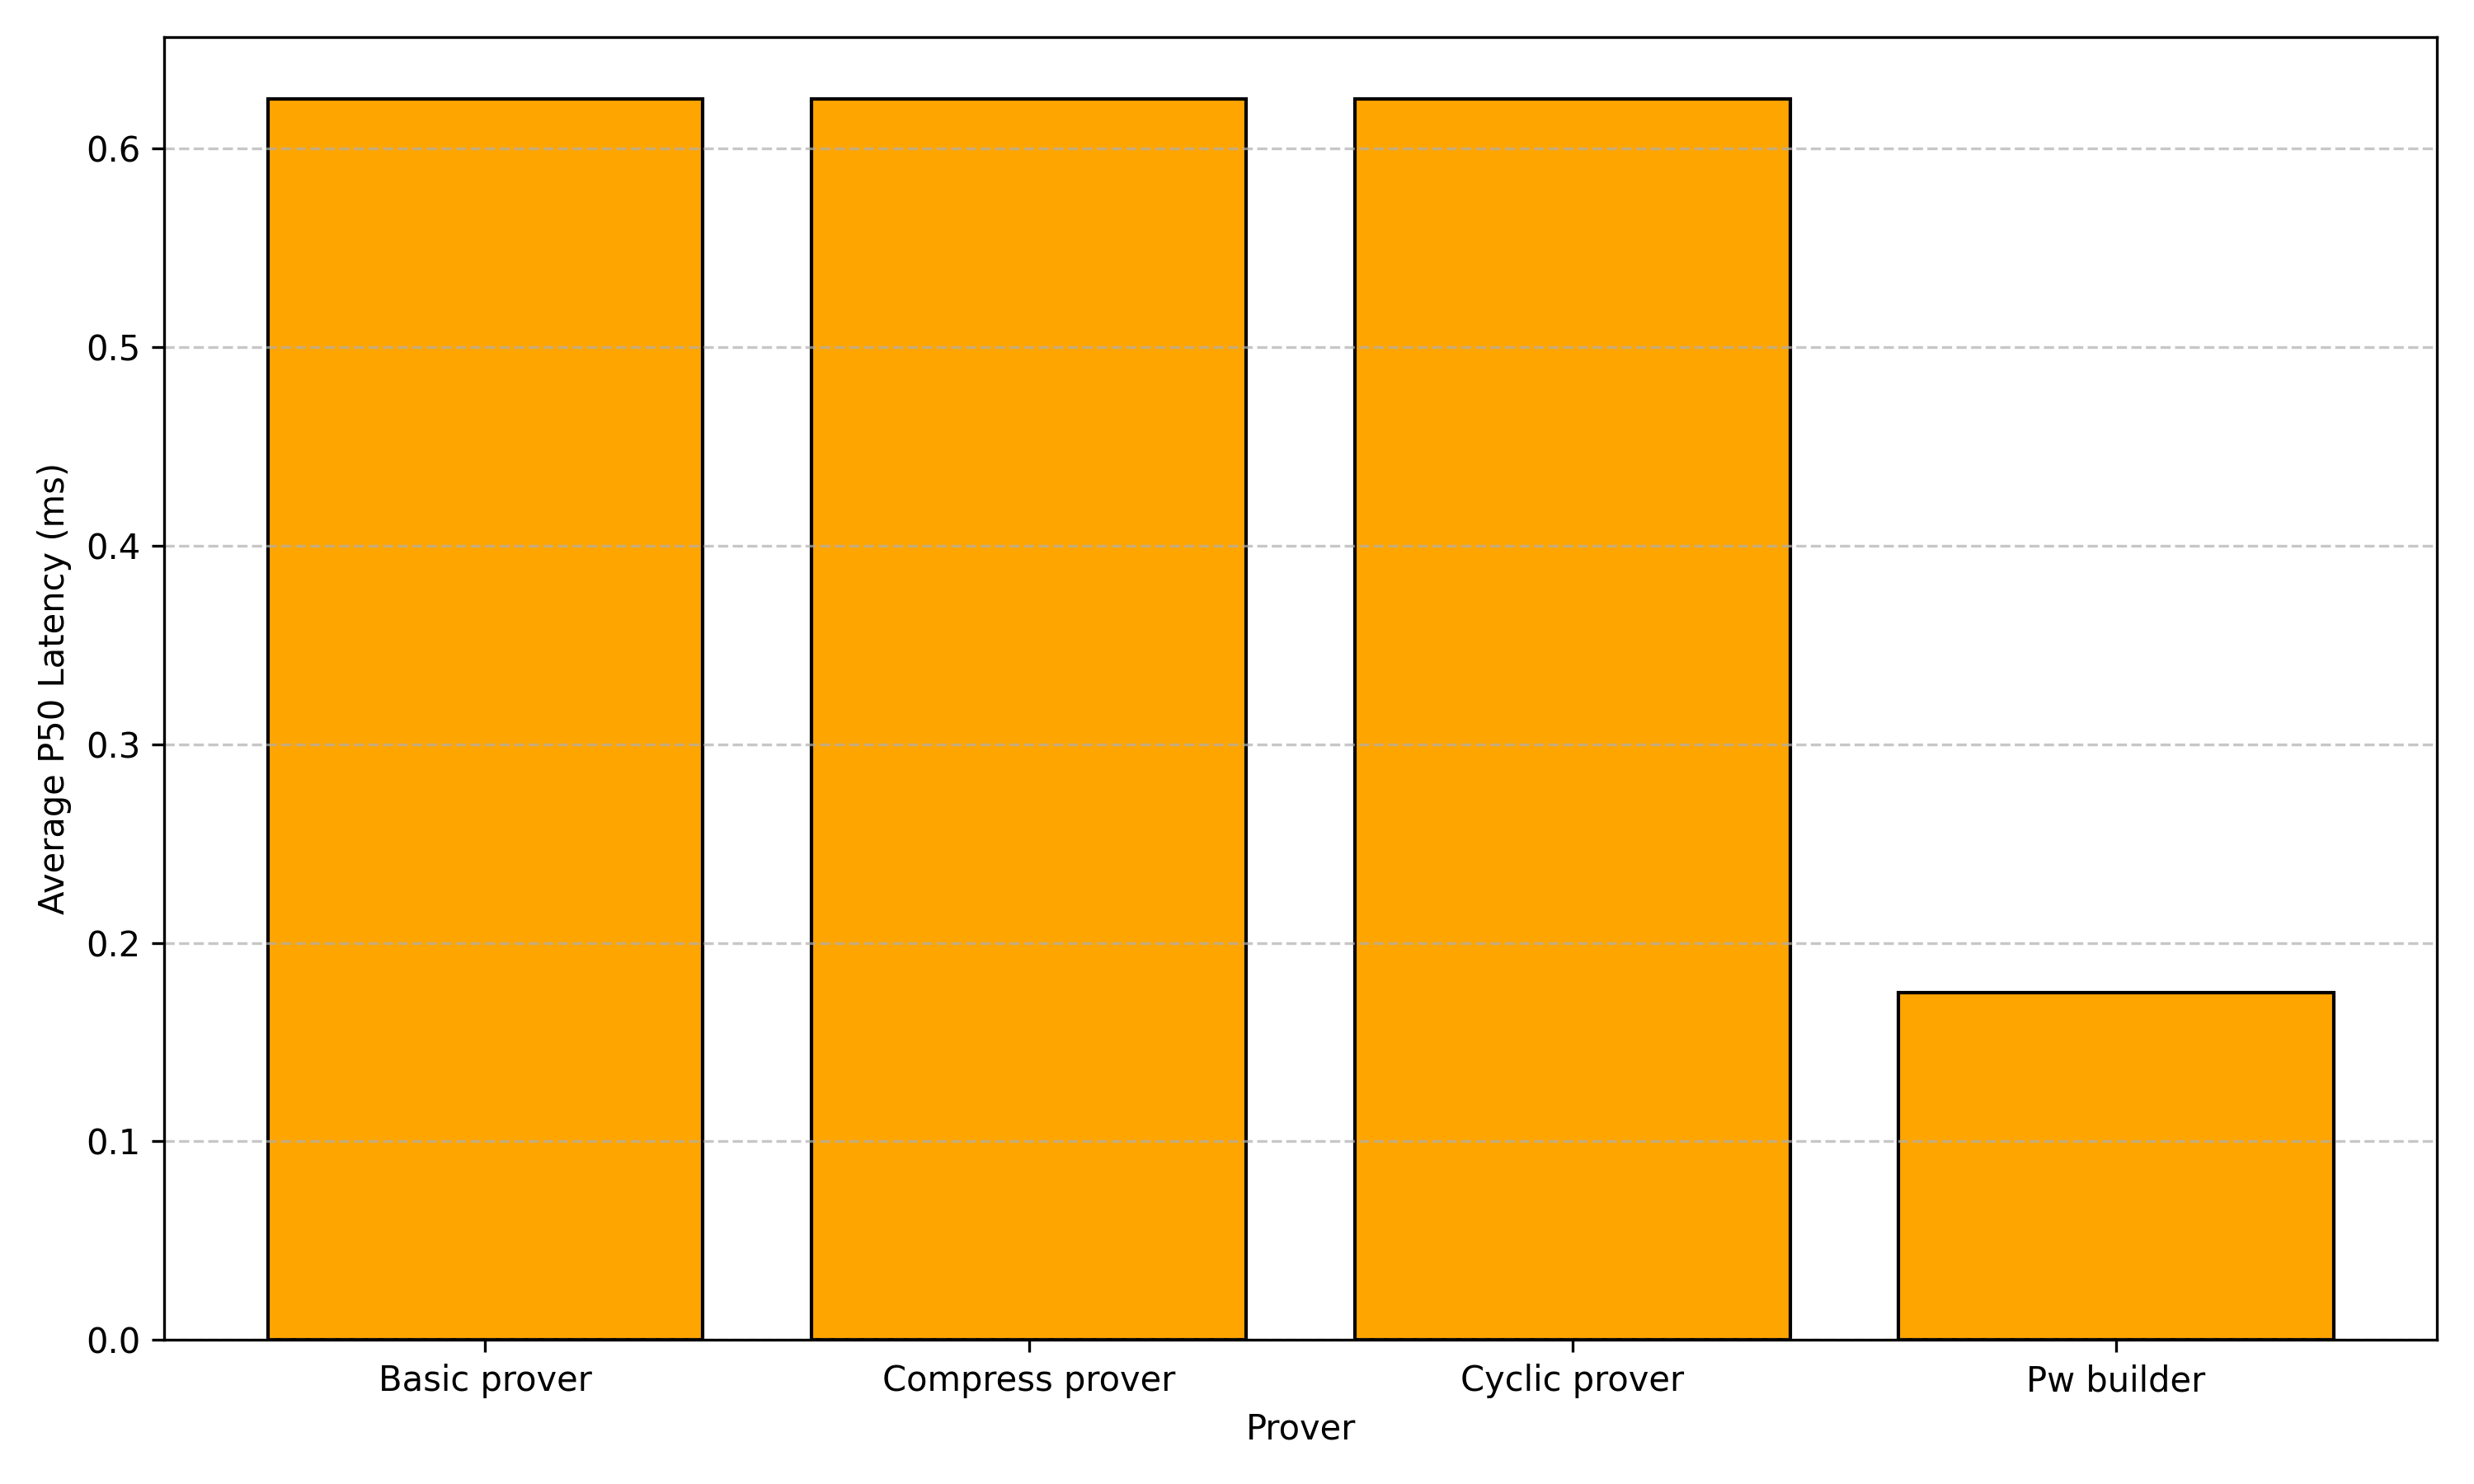 Average P50 Latency (ms)
0.6
0.5
0.4
0.3
0.2
0.1
0.0
Basic prover
Compress prover
Cyclic prover
Pw builder
Prover